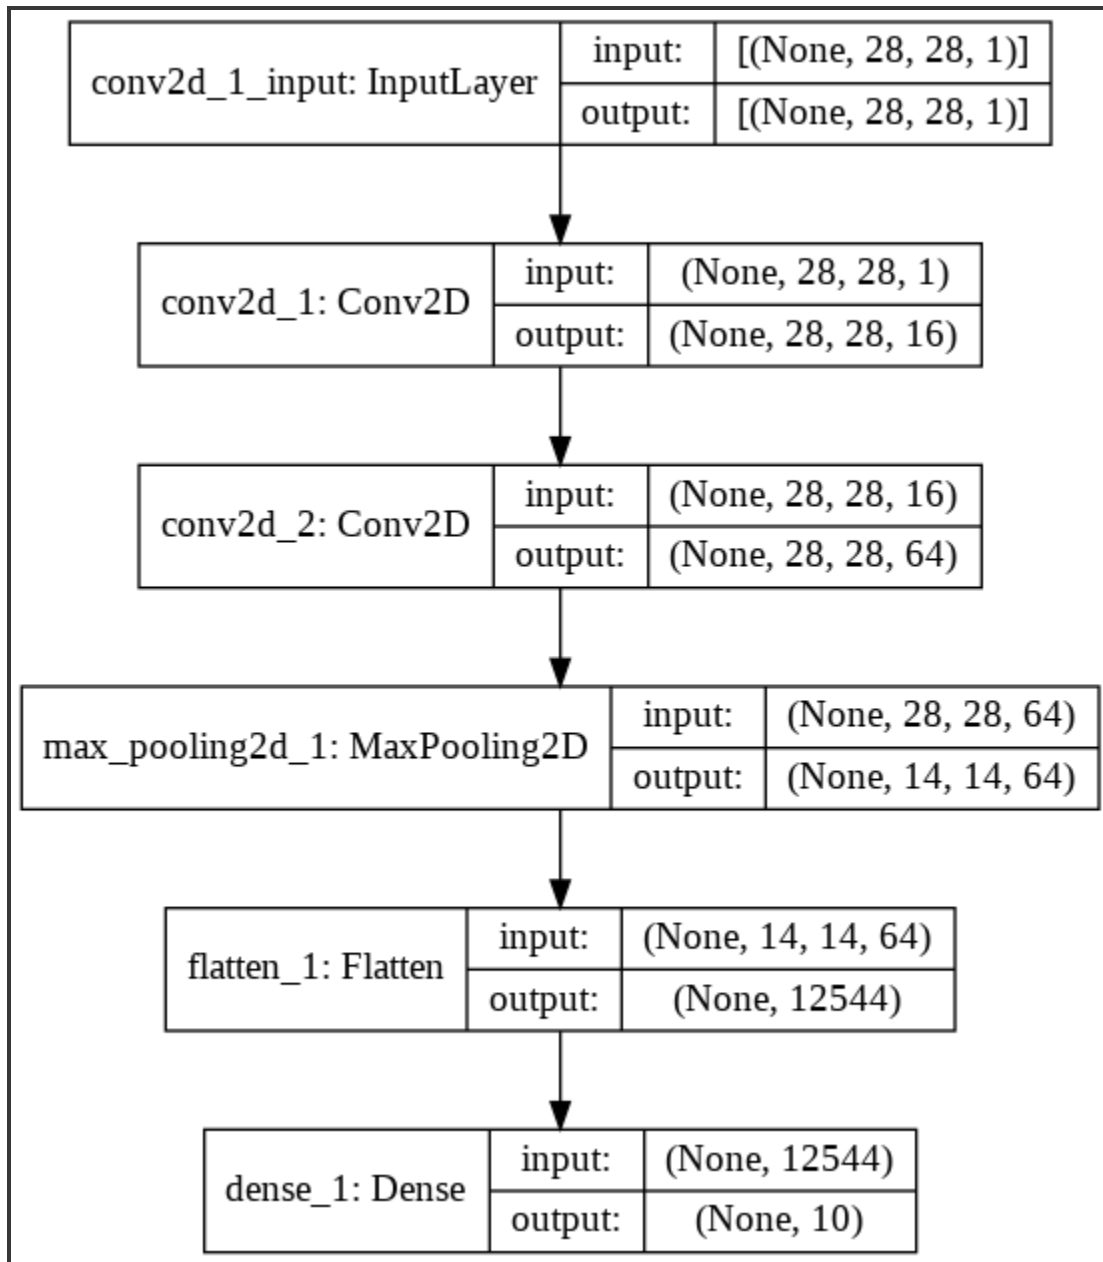 conv2d_1_input: InputLayer
input: [(None, 28, 28, 1)]
output: [(None, 28, 28, 1)]
conv2d_1: Conv2D
input: (None, 28, 28, 1)
output: (None, 28, 28, 16)
conv2d_2: Conv2D
input: (None, 28, 28, 16)
output: (None, 28, 28, 64)
max_pooling2d_1: MaxPooling2D
input: (None, 28, 28, 64)
output: (None, 14, 14, 64)
flatten_1: Flatten
input: (None, 14, 14, 64)
output: (None, 12544)
dense_1: Dense
input: (None, 12544)
output: (None, 10)